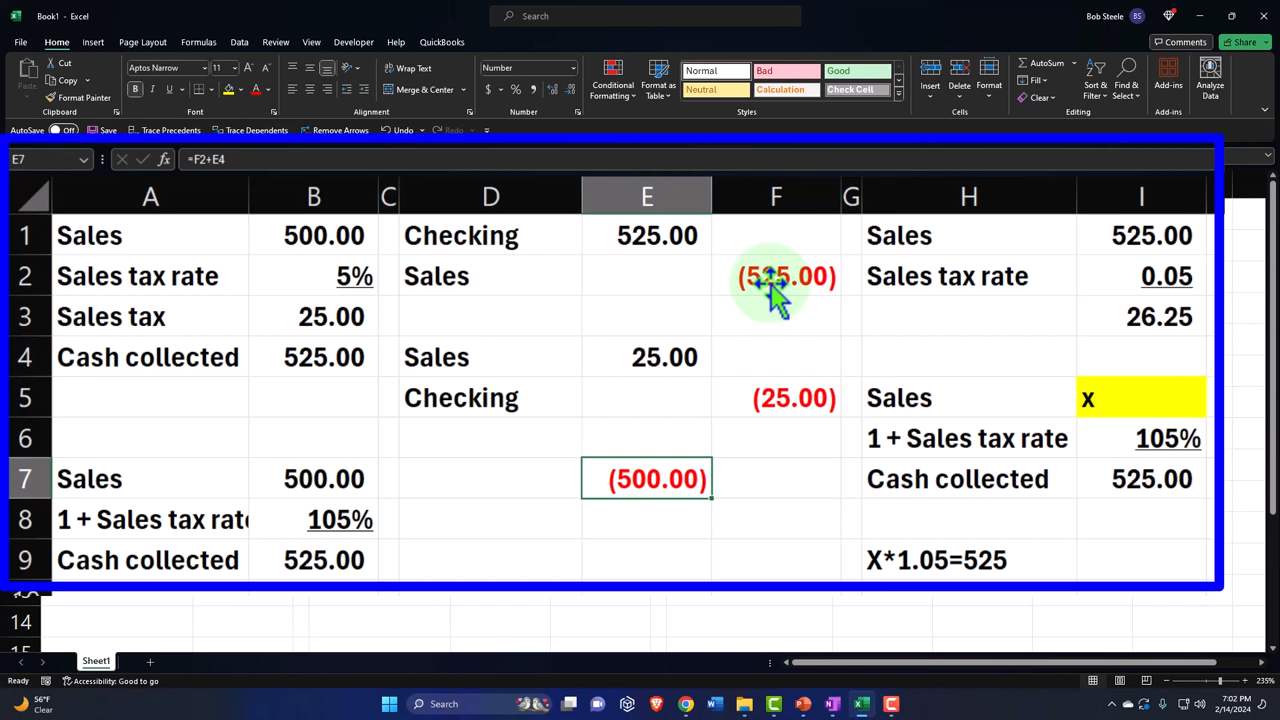 Book1 - Excel
Search
Bob Steele BS
File Home Insert Page Layout Formulas Data Review View Developer Help QuickBooks
Comments Share
Paste
Cut
Copy
Format Painter
Clipboard
Aptos Narrow 11
B I U
Font
Wrap Text
Merge & Center
Alignment
Number
$ %
Number
Conditional Formatting
Format as Table
Normal Bad Good
Neutral Calculation Check Cell
Styles
Insert Delete Format
Cells
AutoSum
Fill
Clear
Sort & Filter
Find & Select
Editing
Add-ins
Add-ins
Analyze Data
AutoSave Off Save Trace Precedents Trace Dependents Remove Arrows Undo Redo
E7 fx =F2+E4
A B C D E F G H I
1 Sales 500.00 Checking 525.00 Sales 525.00
2 Sales tax rate 5% Sales (525.00) Sales tax rate 0.05
3 Sales tax 25.00 26.25
4 Cash collected 525.00 Sales 25.00
5 Checking (25.00) Sales x
6 1 + Sales tax rate 105%
7 Sales 500.00 (500.00) Cash collected 525.00
8 1 + Sales tax rate 105%
9 Cash collected 525.00 X*1.05=525
14
15
Sheet1
Ready Accessibility: Good to go 235%
56°F
Clear
Search
7:02 PM
2/14/2024